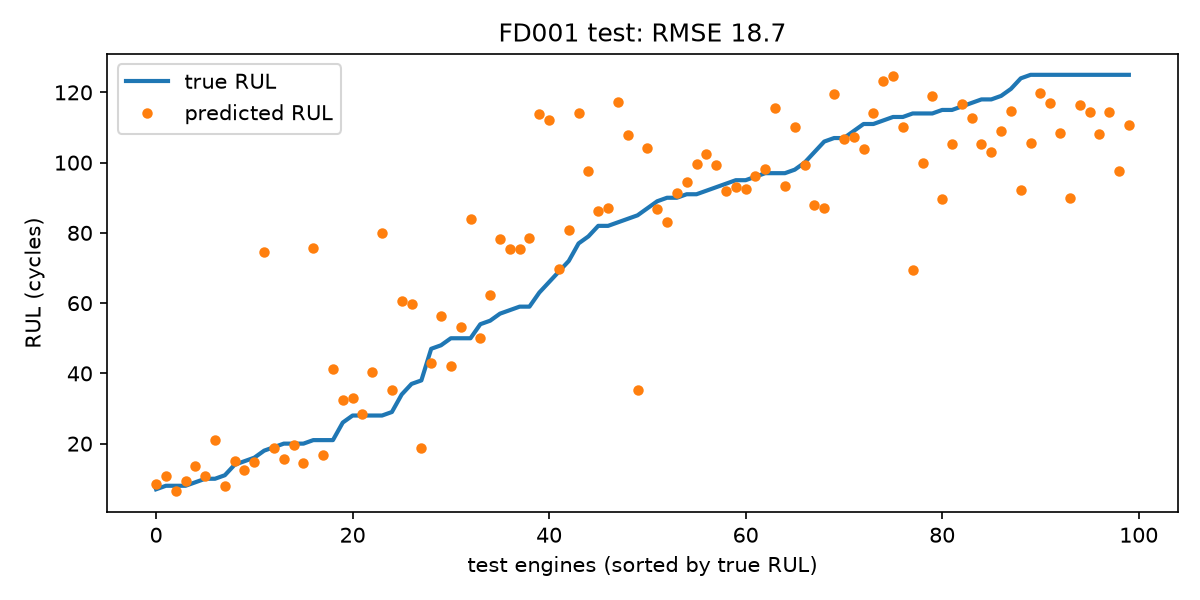 FD001 test: RMSE 18.7
true RUL
predicted RUL
RUL (cycles)
120
100
80
60
40
20
0 20 40 60 80 100
test engines (sorted by true RUL)